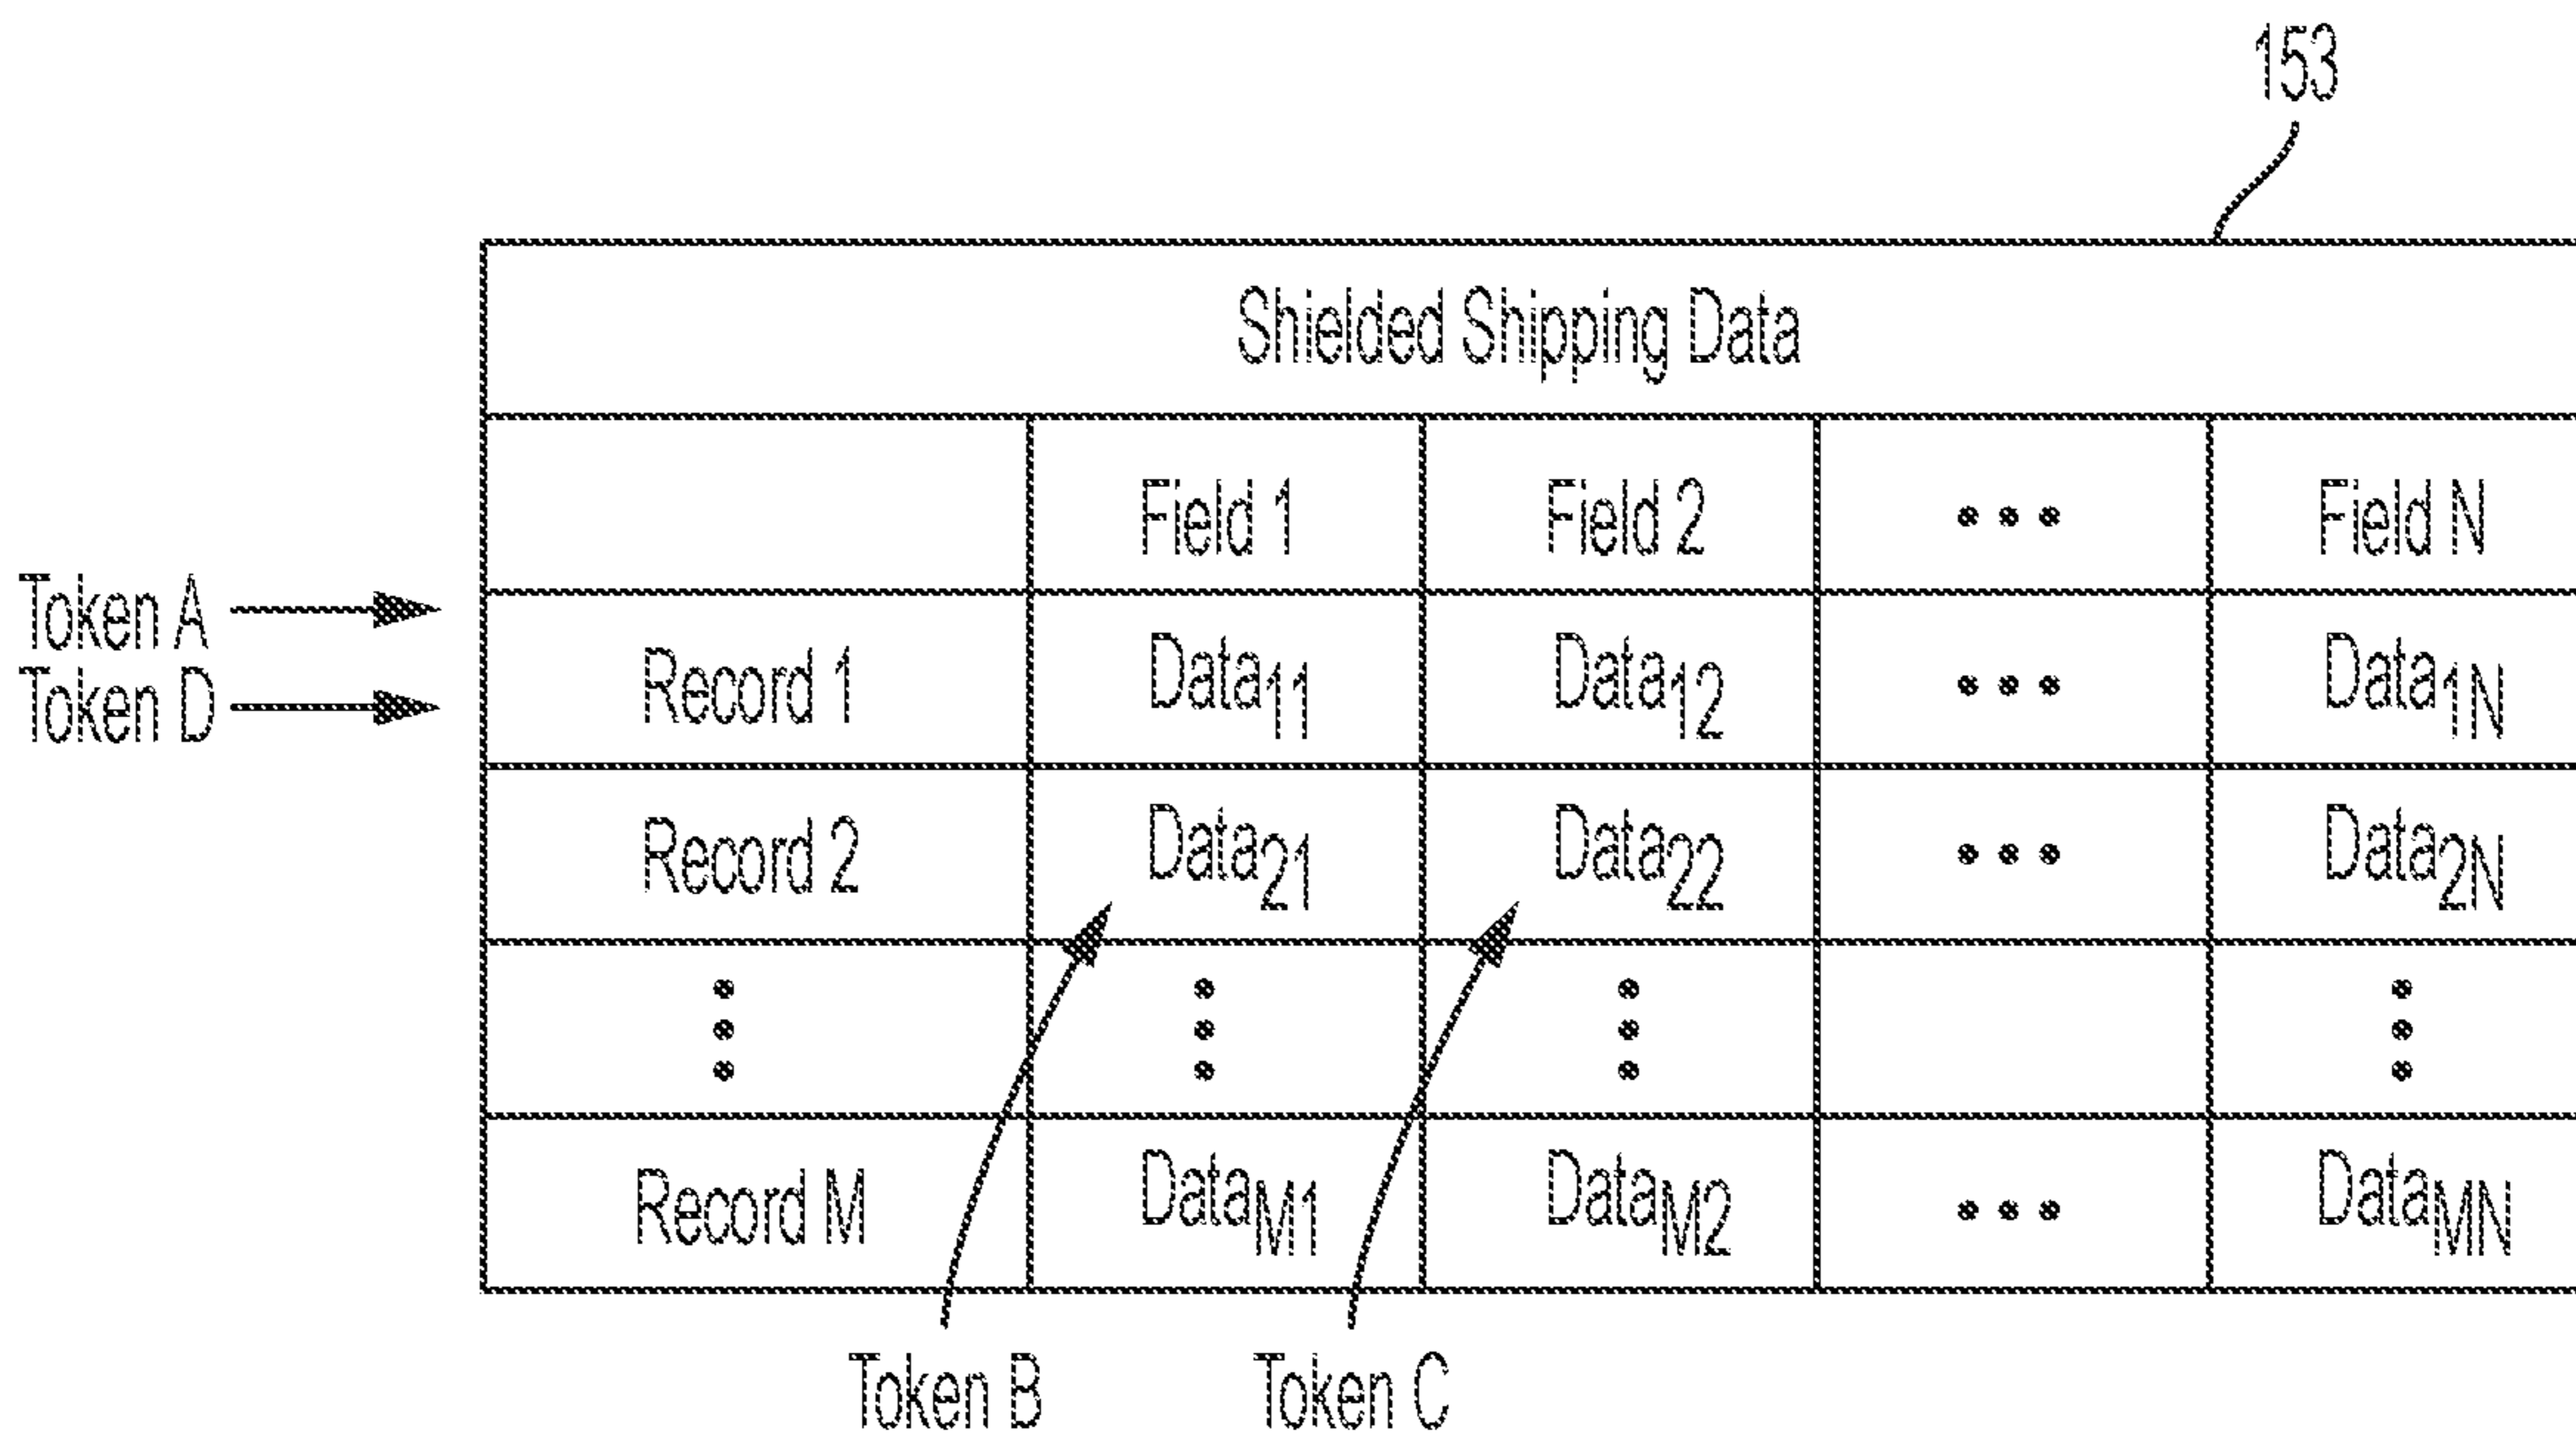 153
Shielded Shipping Data
Field 1 Field 2 ••• Field N
Token A
Token D
Record 1 Data11 Data12 ••• Data1N
Record 2 Data21 Data22 ••• Data2N
Record M DataM1 DataM2 ••• DataMN
Token B Token C